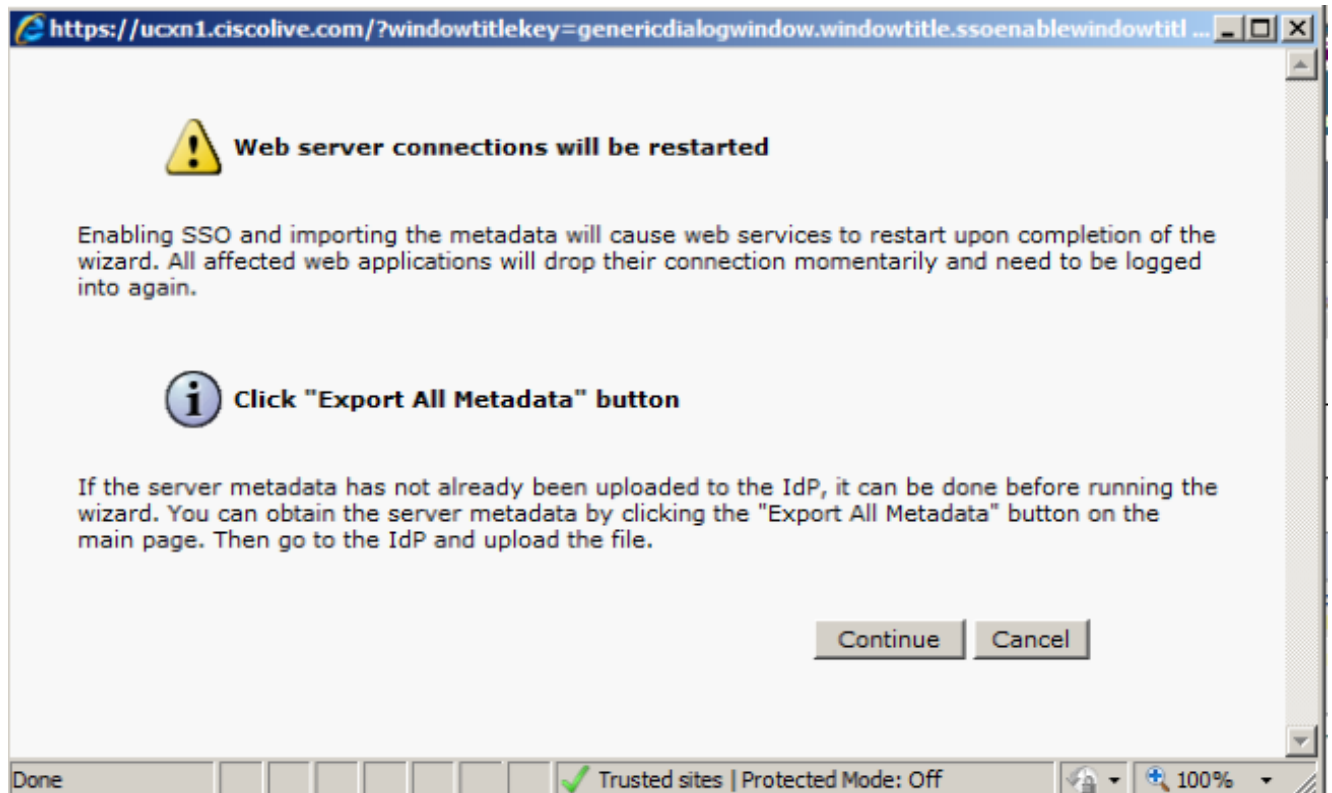 https://ucxn1.ciscolive.com/?windowtitlekey=genericdialogwindow.windowtitle.ssoenablewindowtitl ...
Web server connections will be restarted
Enabling SSO and importing the metadata will cause web services to restart upon completion of the
wizard. All affected web applications will drop their connection momentarily and need to be logged
into again.
Click "Export All Metadata" button
If the server metadata has not already been uploaded to the IdP, it can be done before running the
wizard. You can obtain the server metadata by clicking the "Export All Metadata" button on the
main page. Then go to the IdP and upload the file.
Continue Cancel
Done Trusted sites | Protected Mode: Off 100%